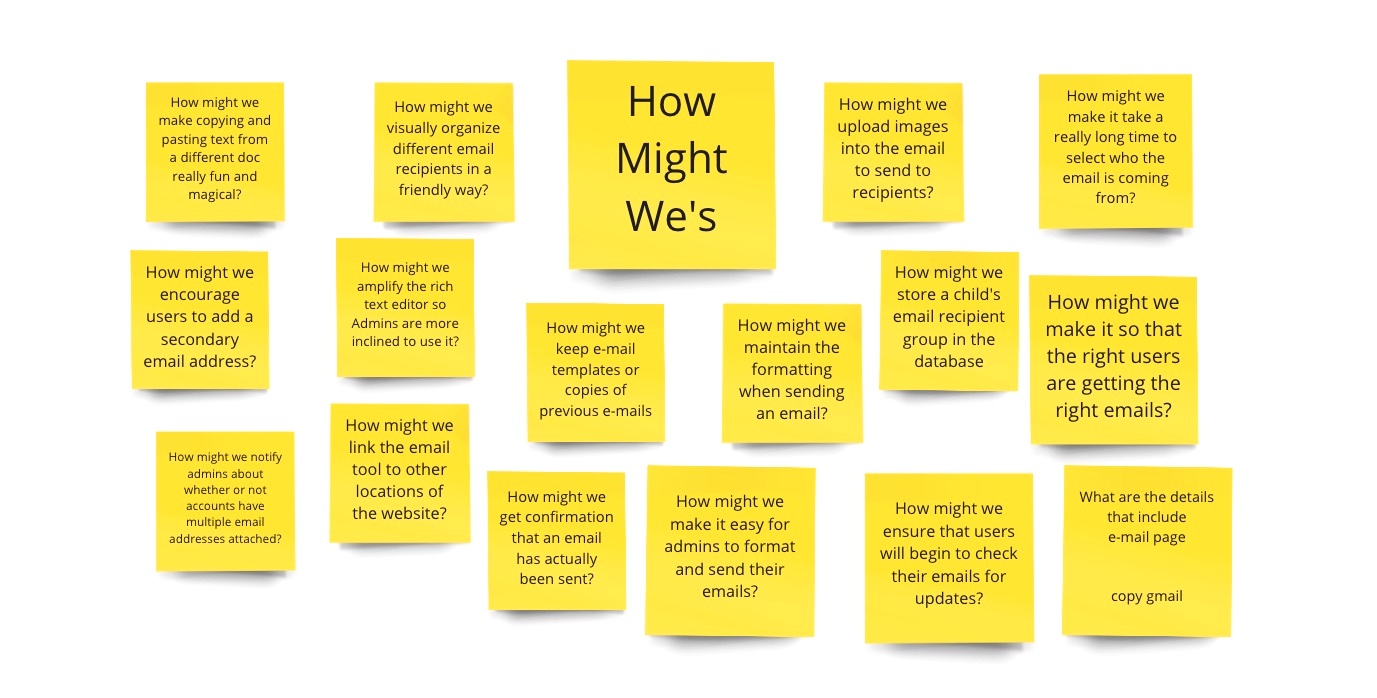 How might we
make copying and
pasting text from
a different doc
really fun and
magical?
How might we
visually organize
different email
recipients in a
friendly way?
How
Might
We's
How might we
upload images
into the email
to send to
recipients?
How might we
make it take a
really long time to
select who the
email is coming
from?
How might we
encourage
users to add a
secondary
email address?
How might we
amplify the rich
text editor so
Admins are more
inclined to use it?
How might we
keep e-mail
templates or
copies of
previous e-mails
How might we
maintain the
formatting
when sending
an email?
How might we
store a child's
email recipient
group in the
database
How might we
make it so that
the right users
are getting the
right emails?
How might we notify
admins about
whether or not
accounts have
multiple email
addresses attached?
How might we
link the email
tool to other
locations of
the website?
How might we
get confirmation
that an email
has actually
been sent?
How might we
make it easy for
admins to format
and send their
emails?
How might we
ensure that users
will begin to check
their emails for
updates?
What are the details
that include
e-mail page
copy gmail